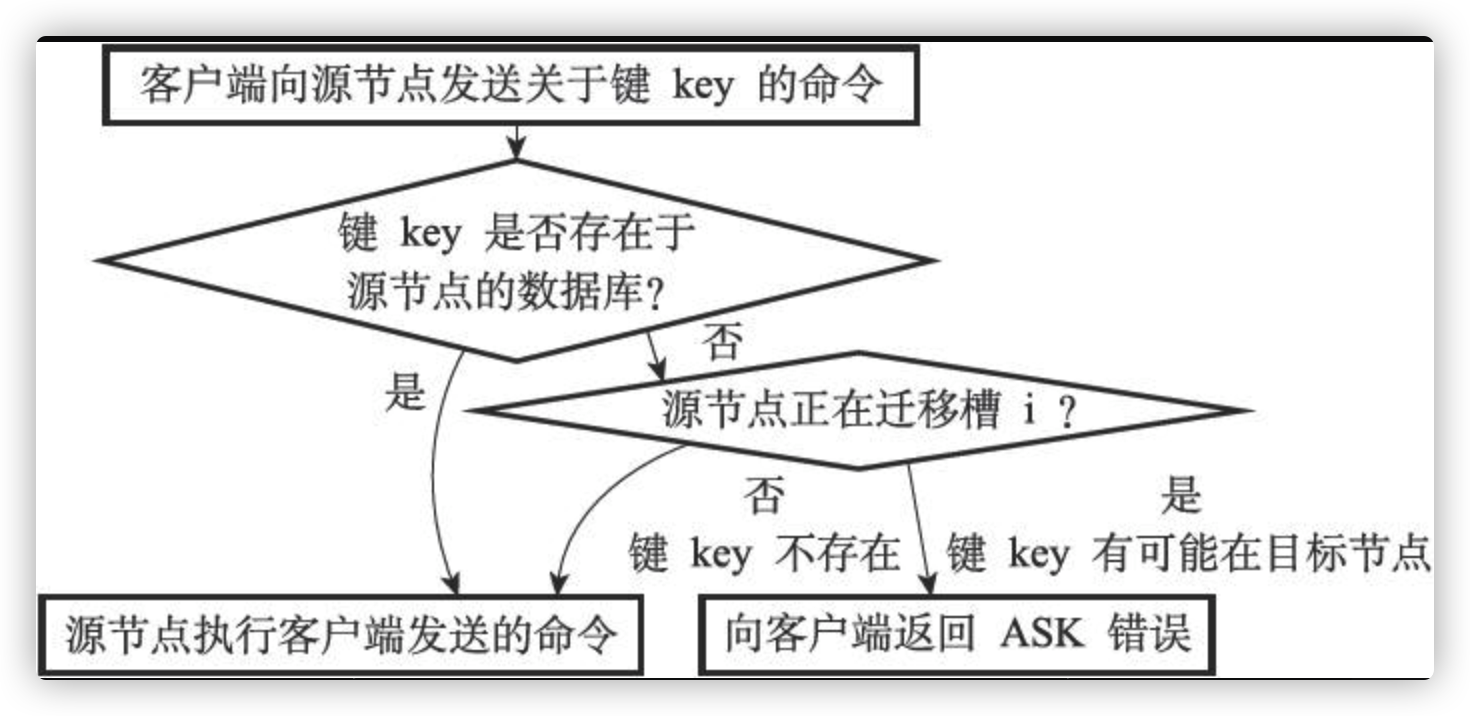 客户端向源节点发送关于键 key 的命令
键 key 是否存在于
源节点的数据库?
否
是
源节点正在迁移槽 i ?
否
是
键 key 不存在
键 key 有可能在目标节点
源节点执行客户端发送的命令
向客户端返回 ASK 错误